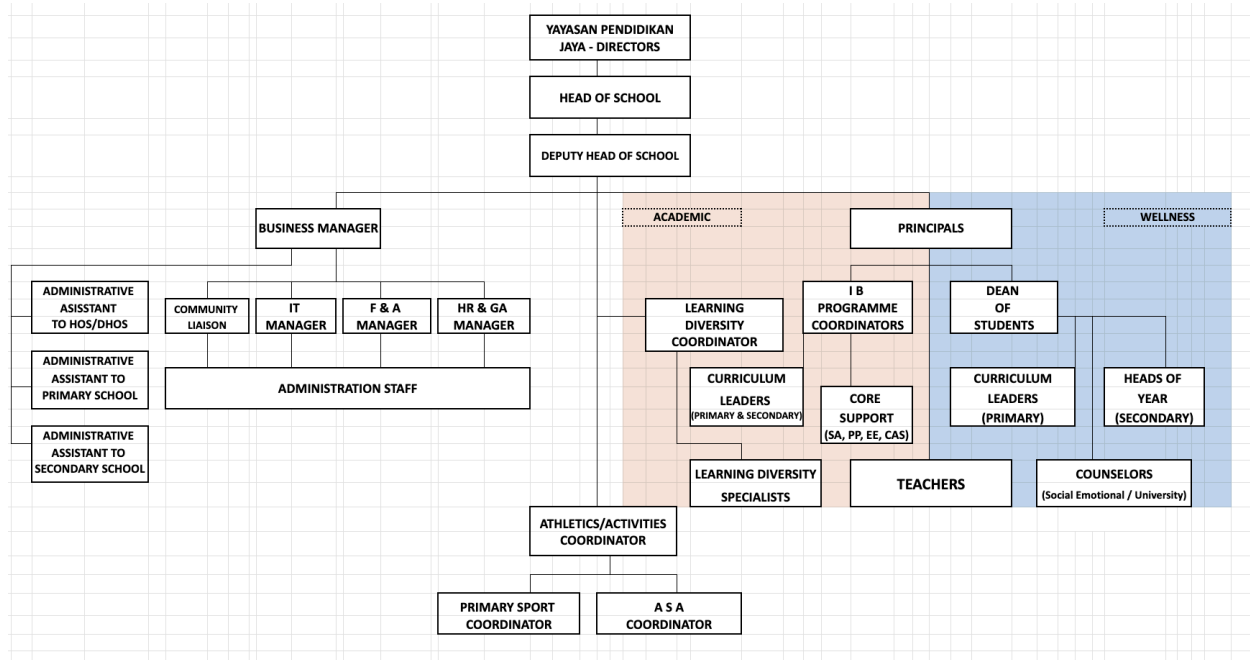 YAYASAN PENDIDIKAN
JAYA - DIRECTORS
HEAD OF SCHOOL
DEPUTY HEAD OF SCHOOL
BUSINESS MANAGER
ACADEMIC
PRINCIPALS
WELLNESS
ADMINISTRATIVE
ASISSTANT
TO HOS/DHOS
COMMUNITY
LIAISON
IT
MANAGER
F & A
MANAGER
HR & GA
MANAGER
LEARNING
DIVERSITY
COORDINATOR
I B
PROGRAMME
COORDINATORS
DEAN
OF
STUDENTS
ADMINISTRATIVE
ASSISTANT TO
PRIMARY SCHOOL
ADMINISTRATION STAFF
CURRICULUM
LEADERS
(PRIMARY & SECONDARY)
CORE
SUPPORT
(SA, PP, EE, CAS)
CURRICULUM
LEADERS
(PRIMARY)
HEADS OF
YEAR
(SECONDARY)
ADMINISTRATIVE
ASSISTANT TO
SECONDARY SCHOOL
LEARNING DIVERSITY
SPECIALISTS
TEACHERS
COUNSELORS
(Social Emotional / University)
ATHLETICS/ACTIVITIES
COORDINATOR
PRIMARY SPORT
COORDINATOR
A S A
COORDINATOR